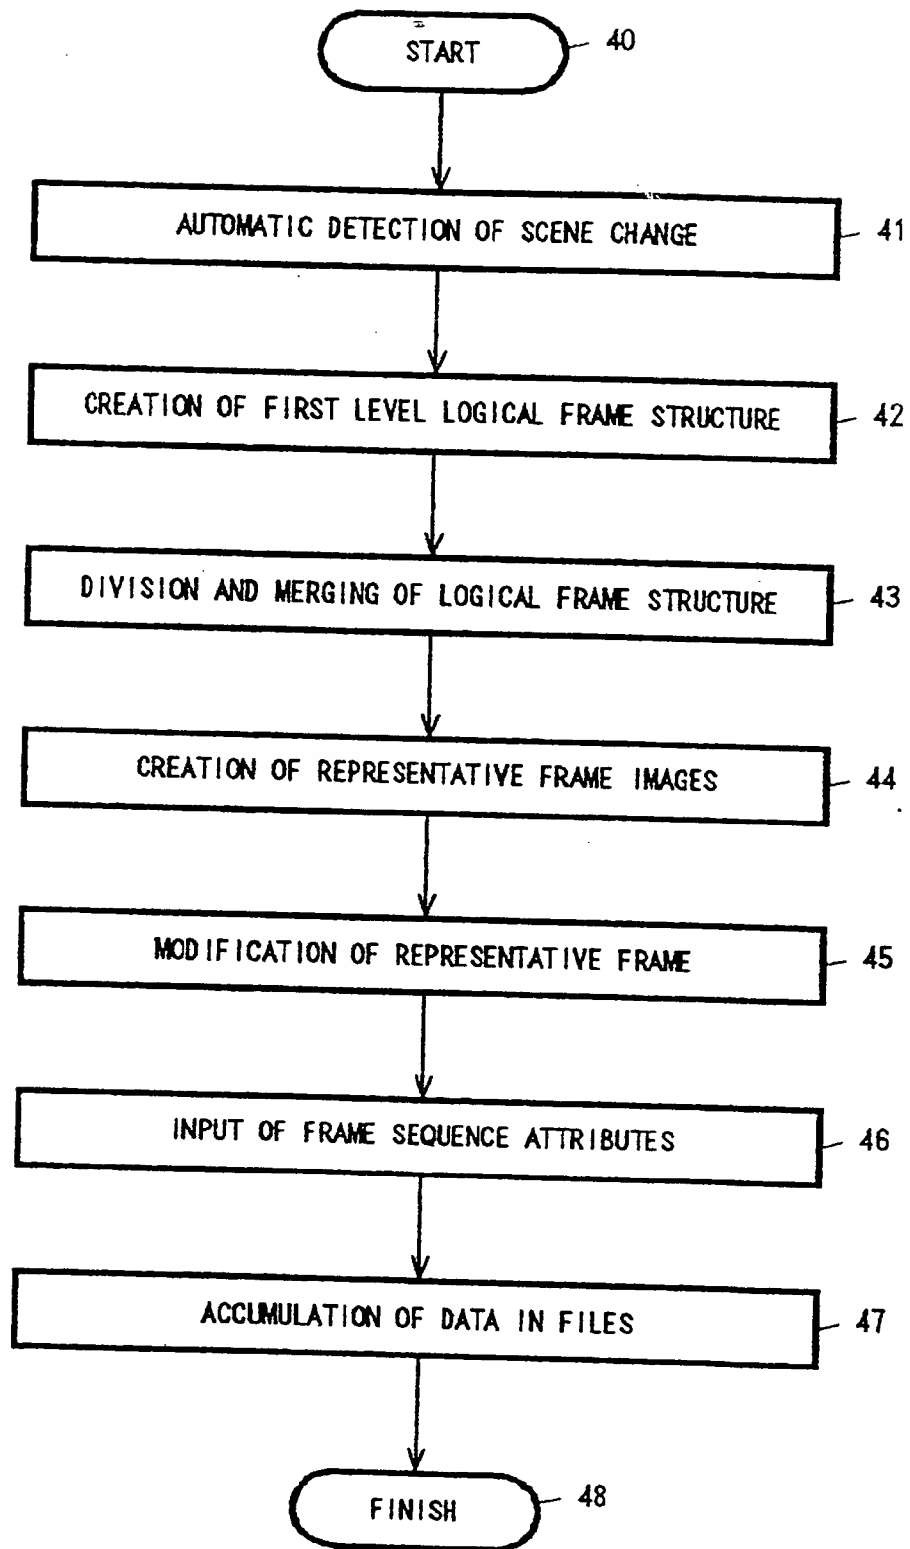 START 40
AUTOMATIC DETECTION OF SCENE CHANGE 41
CREATION OF FIRST LEVEL LOGICAL FRAME STRUCTURE 42
DIVISION AND MERGING OF LOGICAL FRAME STRUCTURE 43
CREATION OF REPRESENTATIVE FRAME IMAGES 44
MODIFICATION OF REPRESENTATIVE FRAME 45
INPUT OF FRAME SEQUENCE ATTRIBUTES 46
ACCUMULATION OF DATA IN FILES 47
FINISH 48